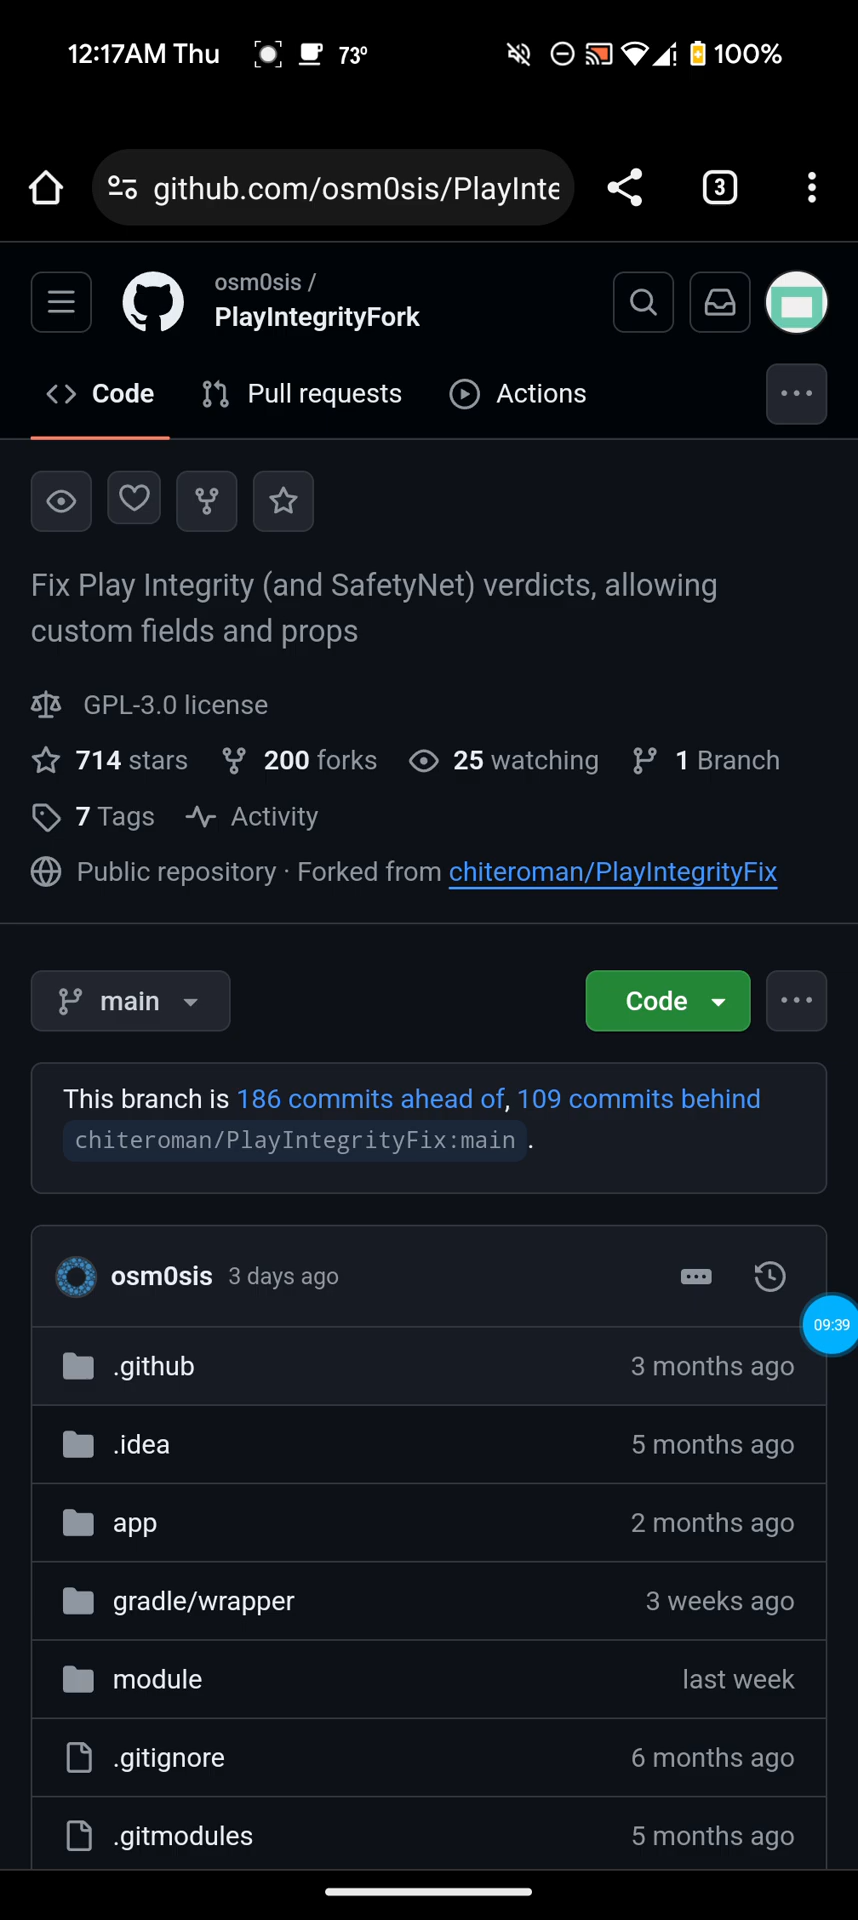 12:17AM Thu 73º 100%
github.com/osm0sis/PlayInte
3
osm0sis /
PlayIntegrityFork
Code Pull requests Actions
Fix Play Integrity (and SafetyNet) verdicts, allowing
custom fields and props
GPL-3.0 license
714 stars 200 forks 25 watching 1 Branch
7 Tags Activity
Public repository · Forked from chiteroman/PlayIntegrityFix
main Code
This branch is 186 commits ahead of, 109 commits behind
chiteroman/PlayIntegrityFix:main .
osm0sis 3 days ago
09:39
.github 3 months ago
.idea 5 months ago
app 2 months ago
gradle/wrapper 3 weeks ago
module last week
.gitignore 6 months ago
.gitmodules 5 months ago